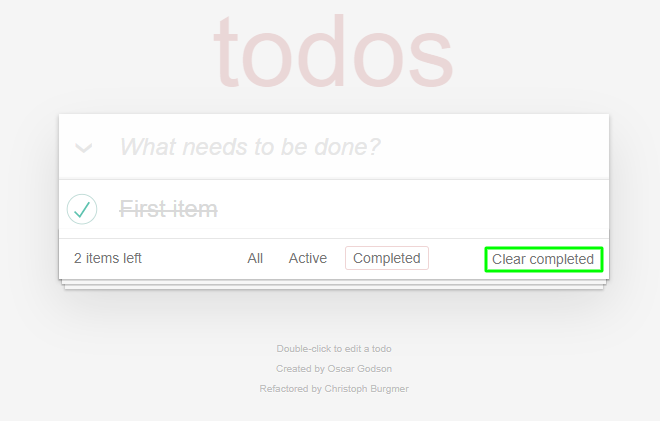 todos
What needs to be done?
First item
2 items left All Active Completed Clear completed
Double-click to edit a todo
Created by Oscar Godson
Refactored by Christoph Burgmer